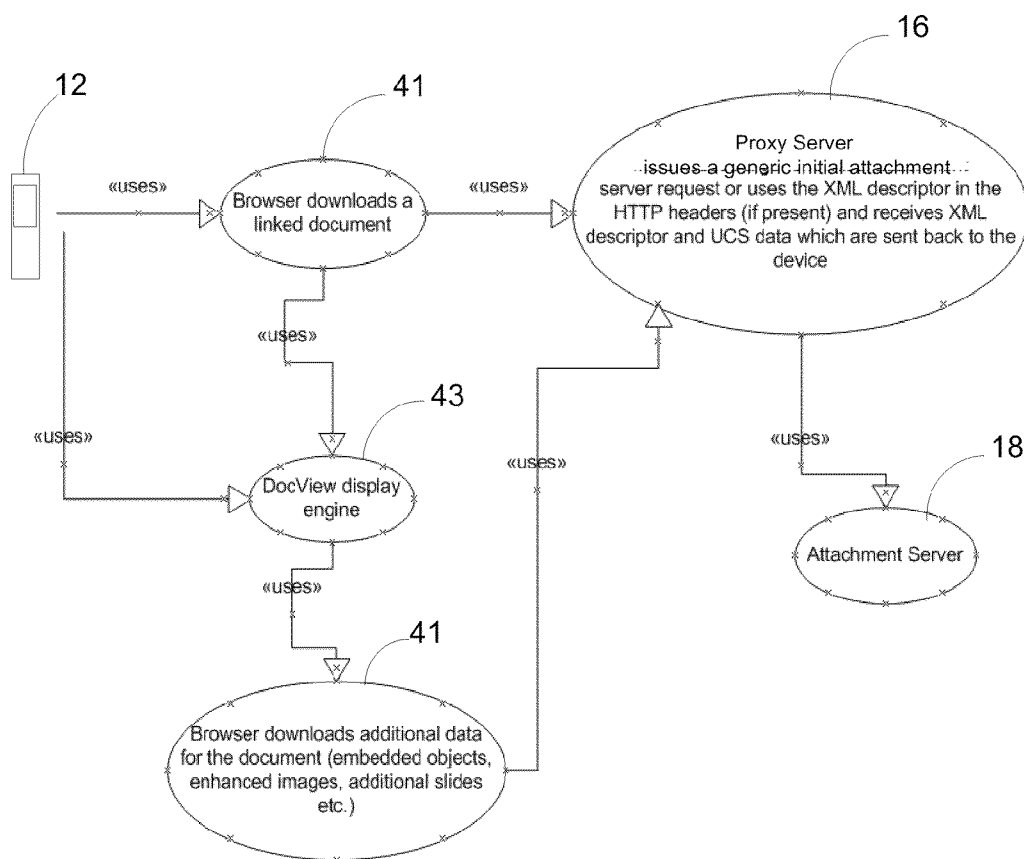 16
12
41
«uses»
«uses»
Browser downloads a
linked document
Proxy Server
issues a generic initial attachment
server request or uses the XML descriptor in the
HTTP headers (if present) and receives XML
descriptor and UCS data which are sent back to the
device
«uses»
43
«uses»
«uses»
«uses»
18
DocView display
engine
Attachment Server
«uses»
41
Browser downloads additional data
for the document (embedded objects,
enhanced images, additional slides
etc.)